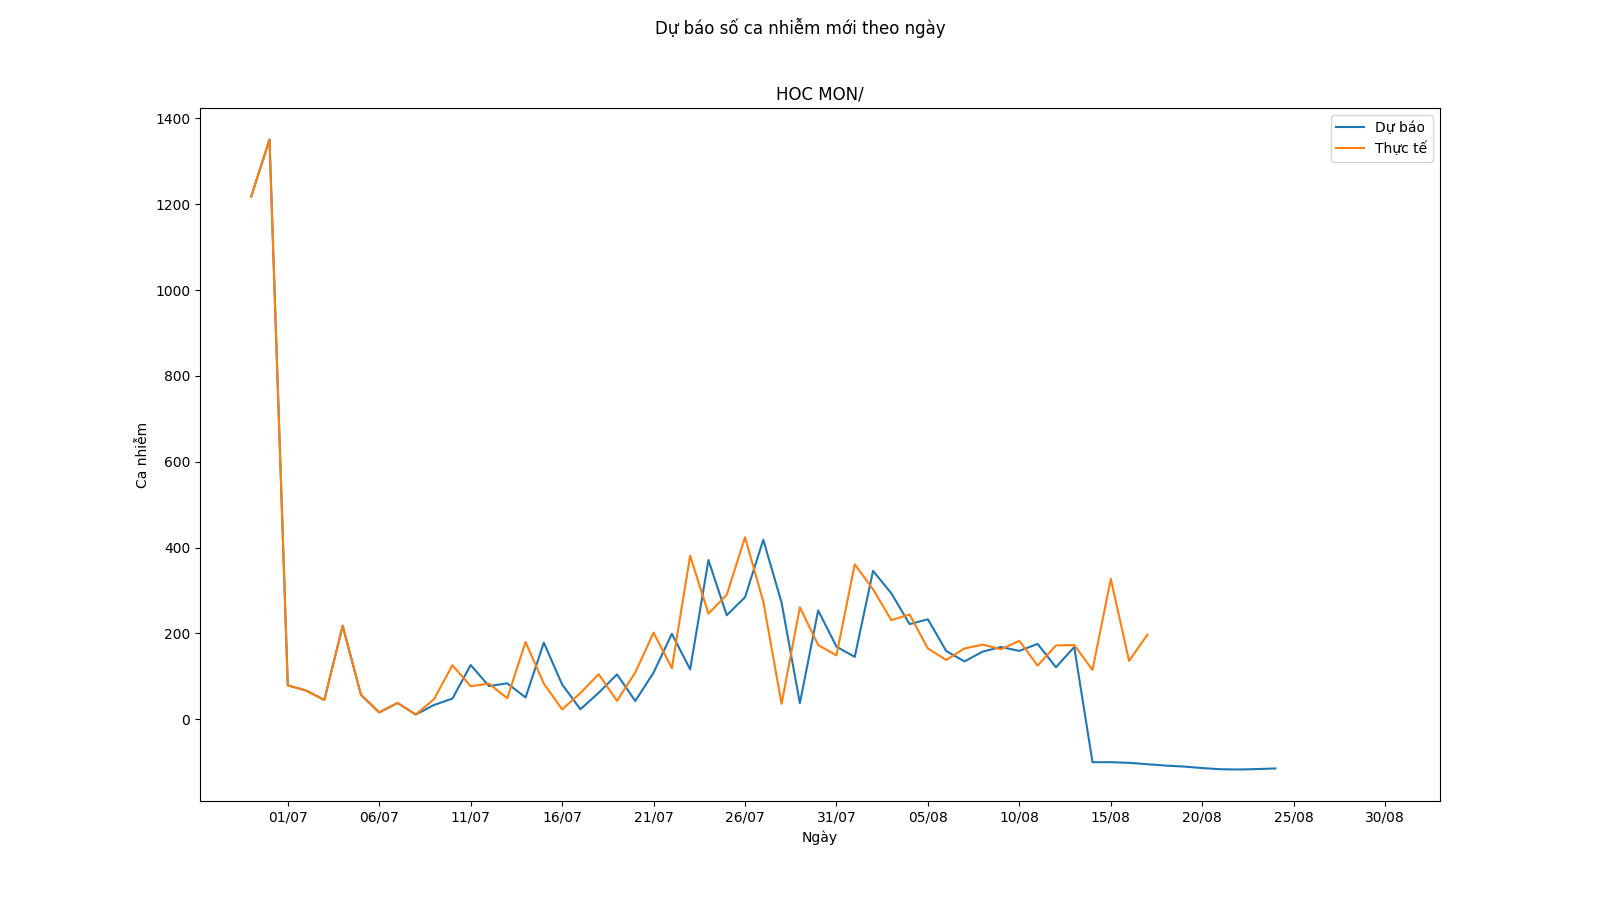 Dự báo số ca nhiễm mới theo ngày
HOC MON/
Dự báo
Thực tế
1400
1200
1000
800
600
400
200
0
Ca nhiễm
01/07 06/07 11/07 16/07 21/07 26/07 31/07 05/08 10/08 15/08 20/08 25/08 30/08
Ngày